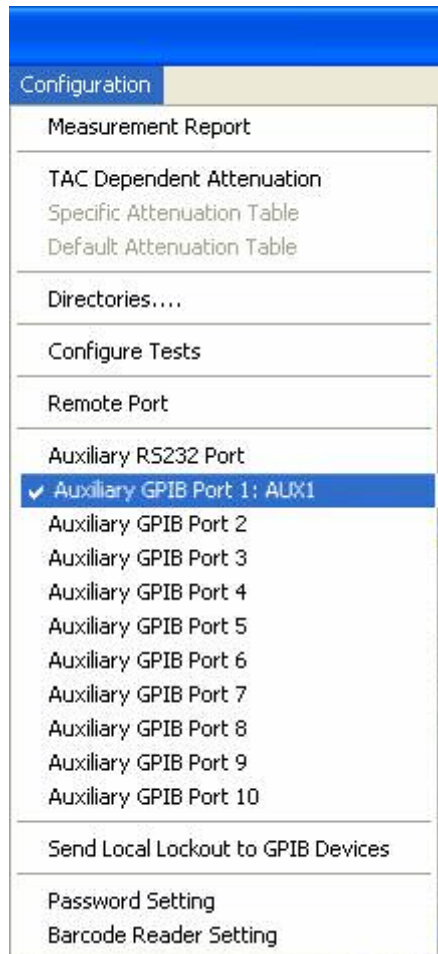 Configuration
Measurement Report
TAC Dependent Attenuation
Specific Attenuation Table
Default Attenuation Table
Directories....
Configure Tests
Remote Port
Auxiliary RS232 Port
Auxiliary GPIB Port 1: AUX1
Auxiliary GPIB Port 2
Auxiliary GPIB Port 3
Auxiliary GPIB Port 4
Auxiliary GPIB Port 5
Auxiliary GPIB Port 6
Auxiliary GPIB Port 7
Auxiliary GPIB Port 8
Auxiliary GPIB Port 9
Auxiliary GPIB Port 10
Send Local Lockout to GPIB Devices
Password Setting
Barcode Reader Setting